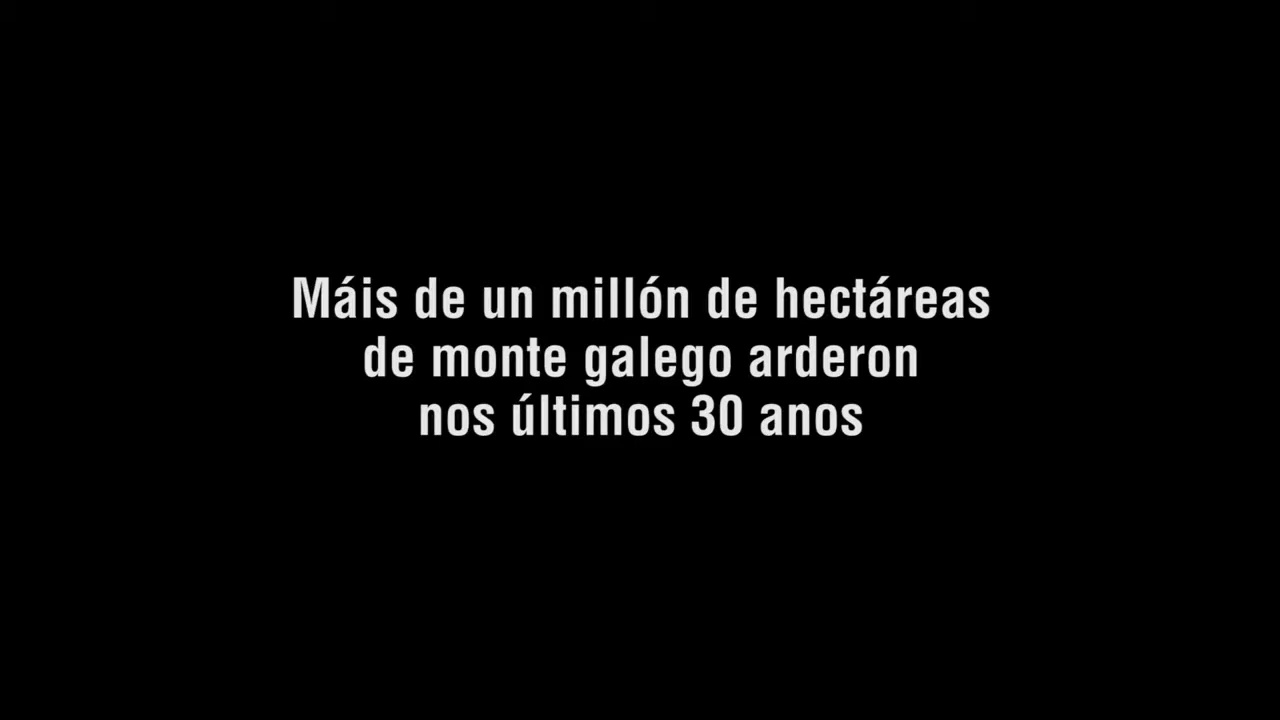 Máis de un millón de hectáreas
de monte galego arderon
nos últimos 30 anos